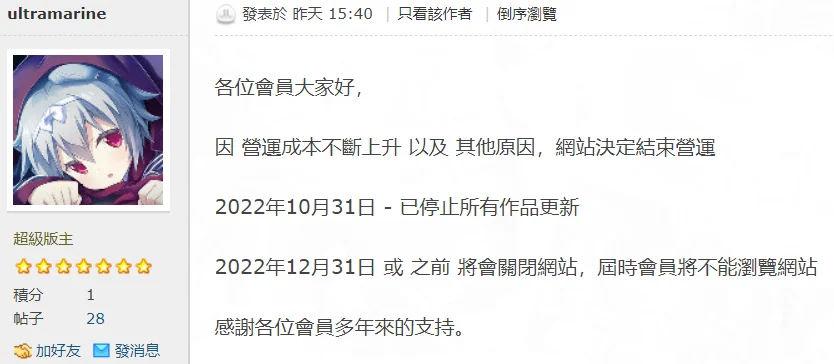 ultramarine
發表於 昨天 15:40 | 只看該作者 | 倒序瀏覽
各位會員大家好，
因 營運成本不斷上升 以及 其他原因，網站決定結束營運
2022年10月31日 - 已停止所有作品更新
2022年12月31日 或 之前 將會關閉網站，屆時會員將不能瀏覽網站
感謝各位會員多年來的支持。
超級版主
積分 1
帖子 28
加好友 發消息